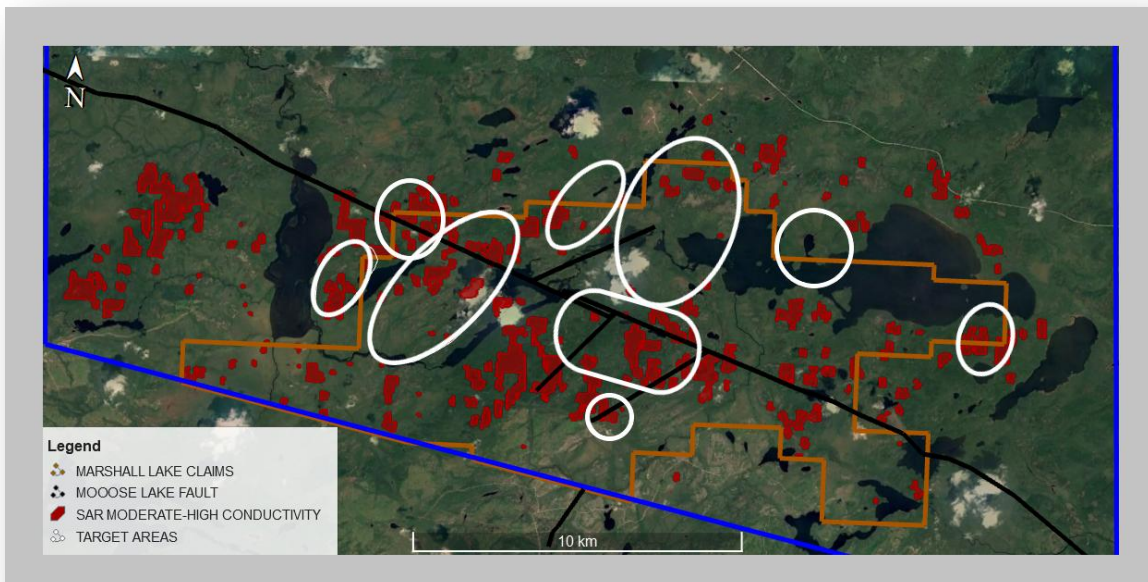 N
Legend
MARSHALL LAKE CLAIMS
MOOOSE LAKE FAULT
SAR MODERATE-HIGH CONDUCTIVITY
TARGET AREAS
10 km